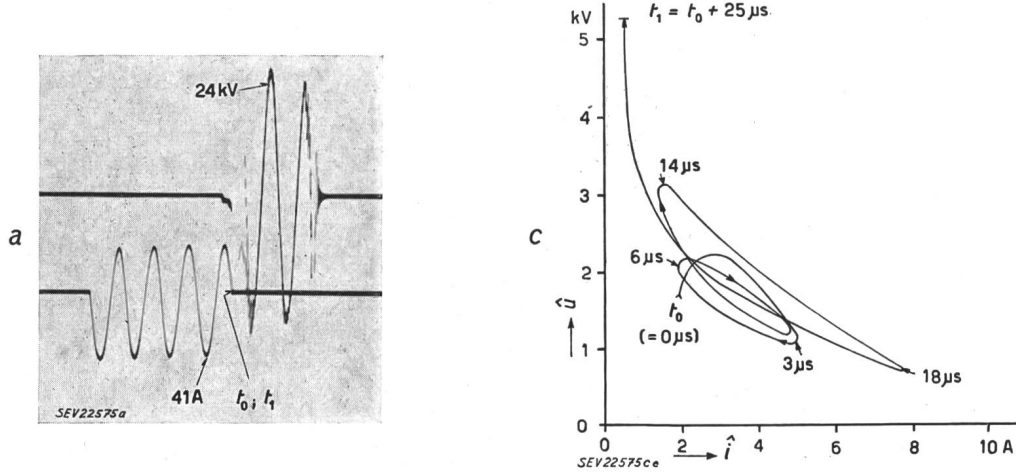 a
24 kV
41A
t₀; t₁
SEV22575a
c
kV
t₁ = t₀ + 25 µs
5
4
14 µs
3
6 µs
2
û
t₀
(=0 µs)
3 µs
1
18 µs
0
0 2 4 6 8 10 A
î
SEV22575ce